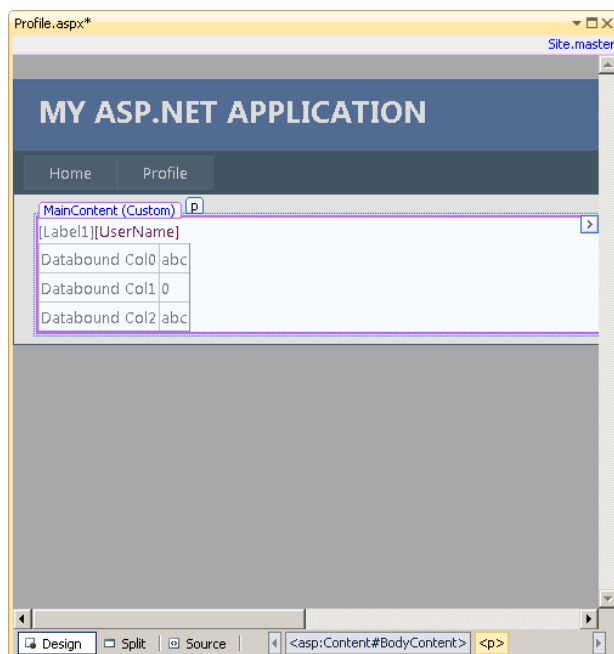 Profile.aspx*
Site.master
MY ASP.NET APPLICATION
Home Profile
MainContent (Custom) p
[Label1][UserName]
Databound Col0 abc
Databound Col1 0
Databound Col2 abc
Design Split Source <asp:Content#BodyContent> <p>